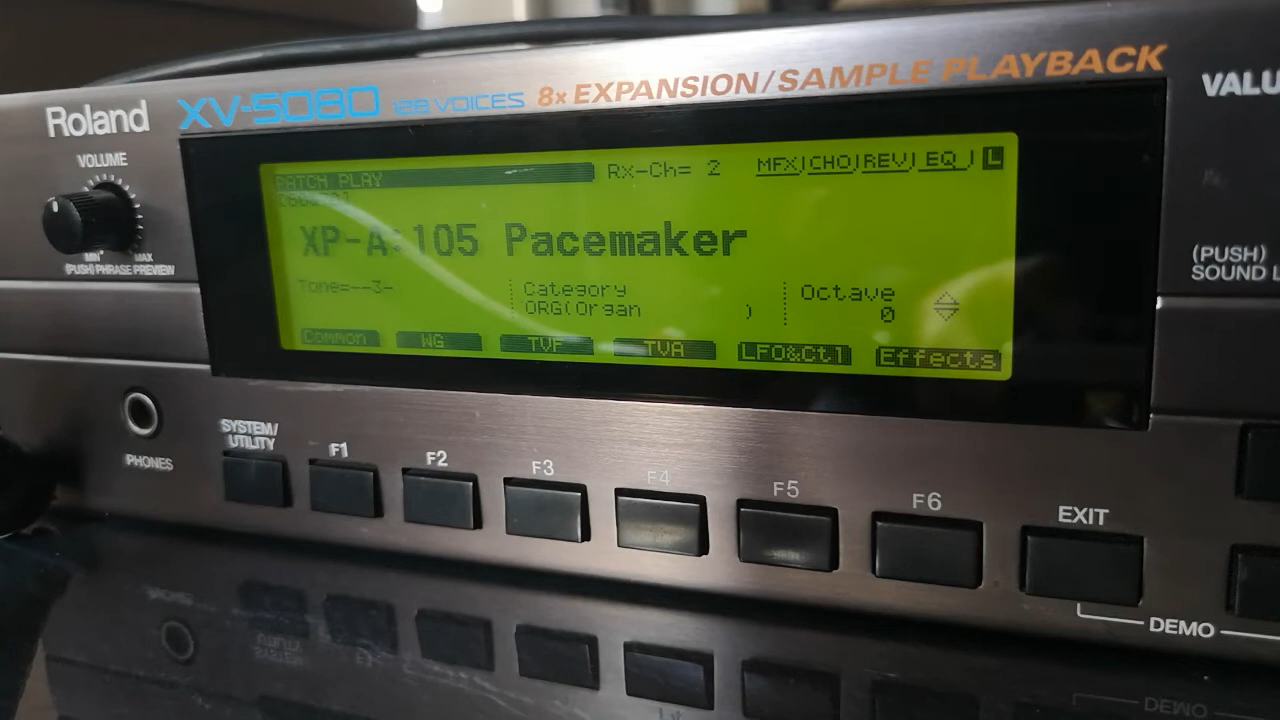 Roland XV-5080 128 VOICES 8x EXPANSION/SAMPLE PLAYBACK
VOLUME
MIN MAX
(PUSH) PHRASE PREVIEW
PATCH PLAY Rx-Ch= 2 MFX CHO REV EQ L
XP-A:105 Pacemaker
Tone=--3- Category Octave
ORG(Organ ) 0
Common WG TVF TVA LFO&Ctl Effects
VALU
(PUSH)
SOUND L
PHONES
SYSTEM/
UTILITY
F1 F2 F3 F4 F5 F6 EXIT
DEMO